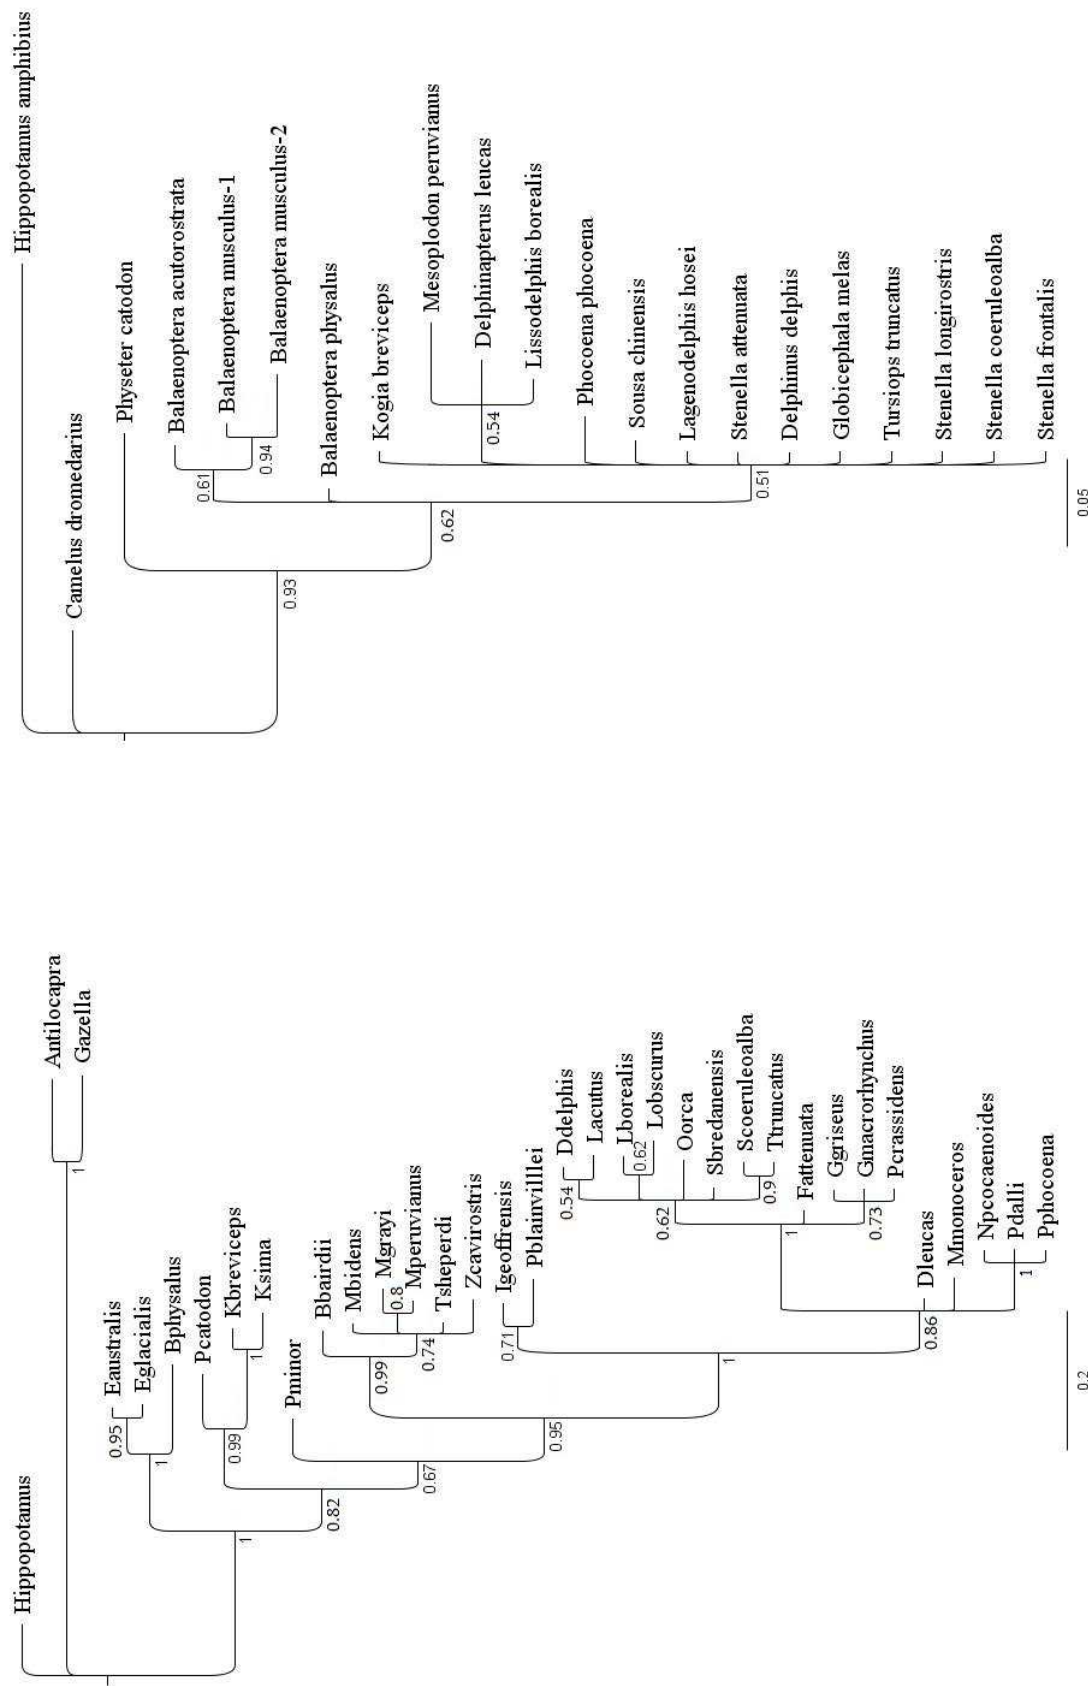 Hippopotamus amphibius
Camelus dromedarius
Physeter catodon
Balaenoptera acutorostrata
Balaenoptera musculus-1
Balaenoptera musculus-2
Balaenoptera physalus
Kogia breviceps
Mesoplodon peruvianus
Delphinapterus leucas
Lissodelphis borealis
Phocoena phocoena
Sousa chinensis
Lagenodelphis hosei
Stenella attenuata
Delphinus delphis
Globicephala melas
Tursiops truncatus
Stenella longirostris
Stenella coeruleoalba
Stenella frontalis
0.61
0.94
0.54
0.51
0.62
0.93
0.05
Hippopotamus
Antilocapra
Gazella
1
Eaustralis
Eglacialis
Bphysalus
0.95
1
Pcatodon
Kbreviceps
Ksima
0.99
1
Pminor
Bbairdii
Mbidens
Mgrayi
Mperuvianus
Tsheperdi
Zcavirostris
0.8
0.74
0.99
Igeoffrensis
Pblainvilllei
0.71
Ddelphis
Lacutus
Lborealis
Lobscurus
Oorca
Sbredanensis
Scoeruleoalba
Ttruncatus
0.54
0.62
0.9
0.62
Fattenuata
Ggriseus
Gmacrorhynchus
Pcrassidens
0.73
1
Dleucas
Mmonoceros
Npcocaenoides
Pdalli
Pphocoena
1
0.86
1
0.95
0.67
0.82
1
0.2